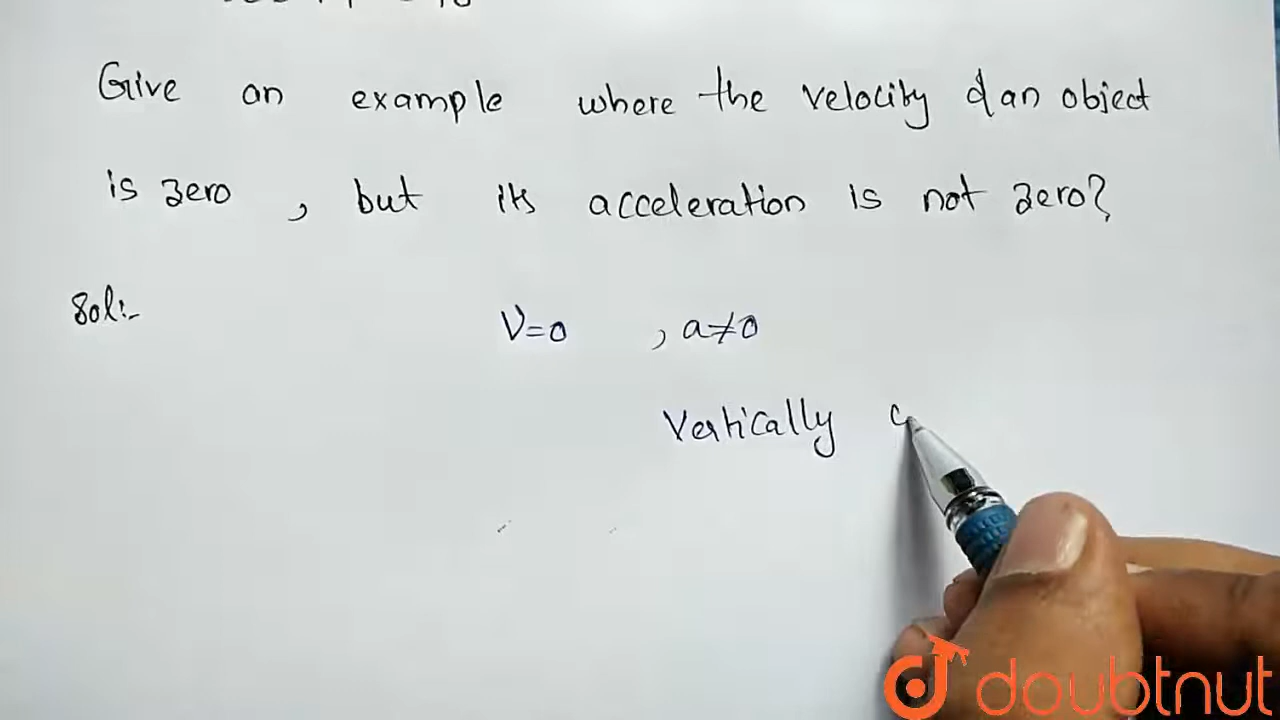 Give an example where the velocity of an object
is zero, but its acceleration is not zero?
Sol:-
V=0 , a≠0
Vertically
doubtnut